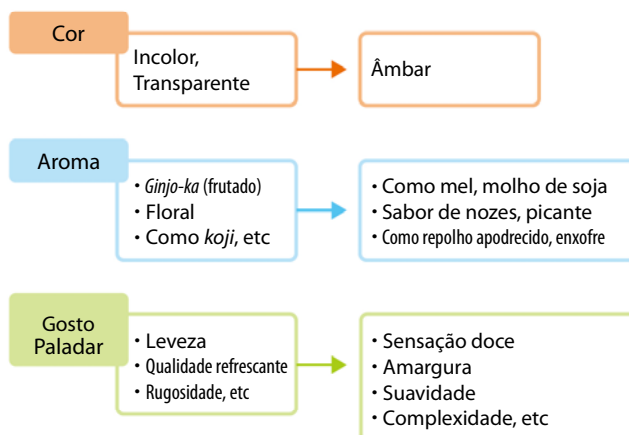 Cor
Incolor,
Transparente
Âmbar
Aroma
• Ginjo-ka (frutado)
• Floral
• Como koji, etc
• Como mel, molho de soja
• Sabor de nozes, picante
• Como repolho apodrecido, enxofre
Gosto
Paladar
• Leveza
• Qualidade refrescante
• Rugosidade, etc
• Sensação doce
• Amargura
• Suavidade
• Complexidade, etc